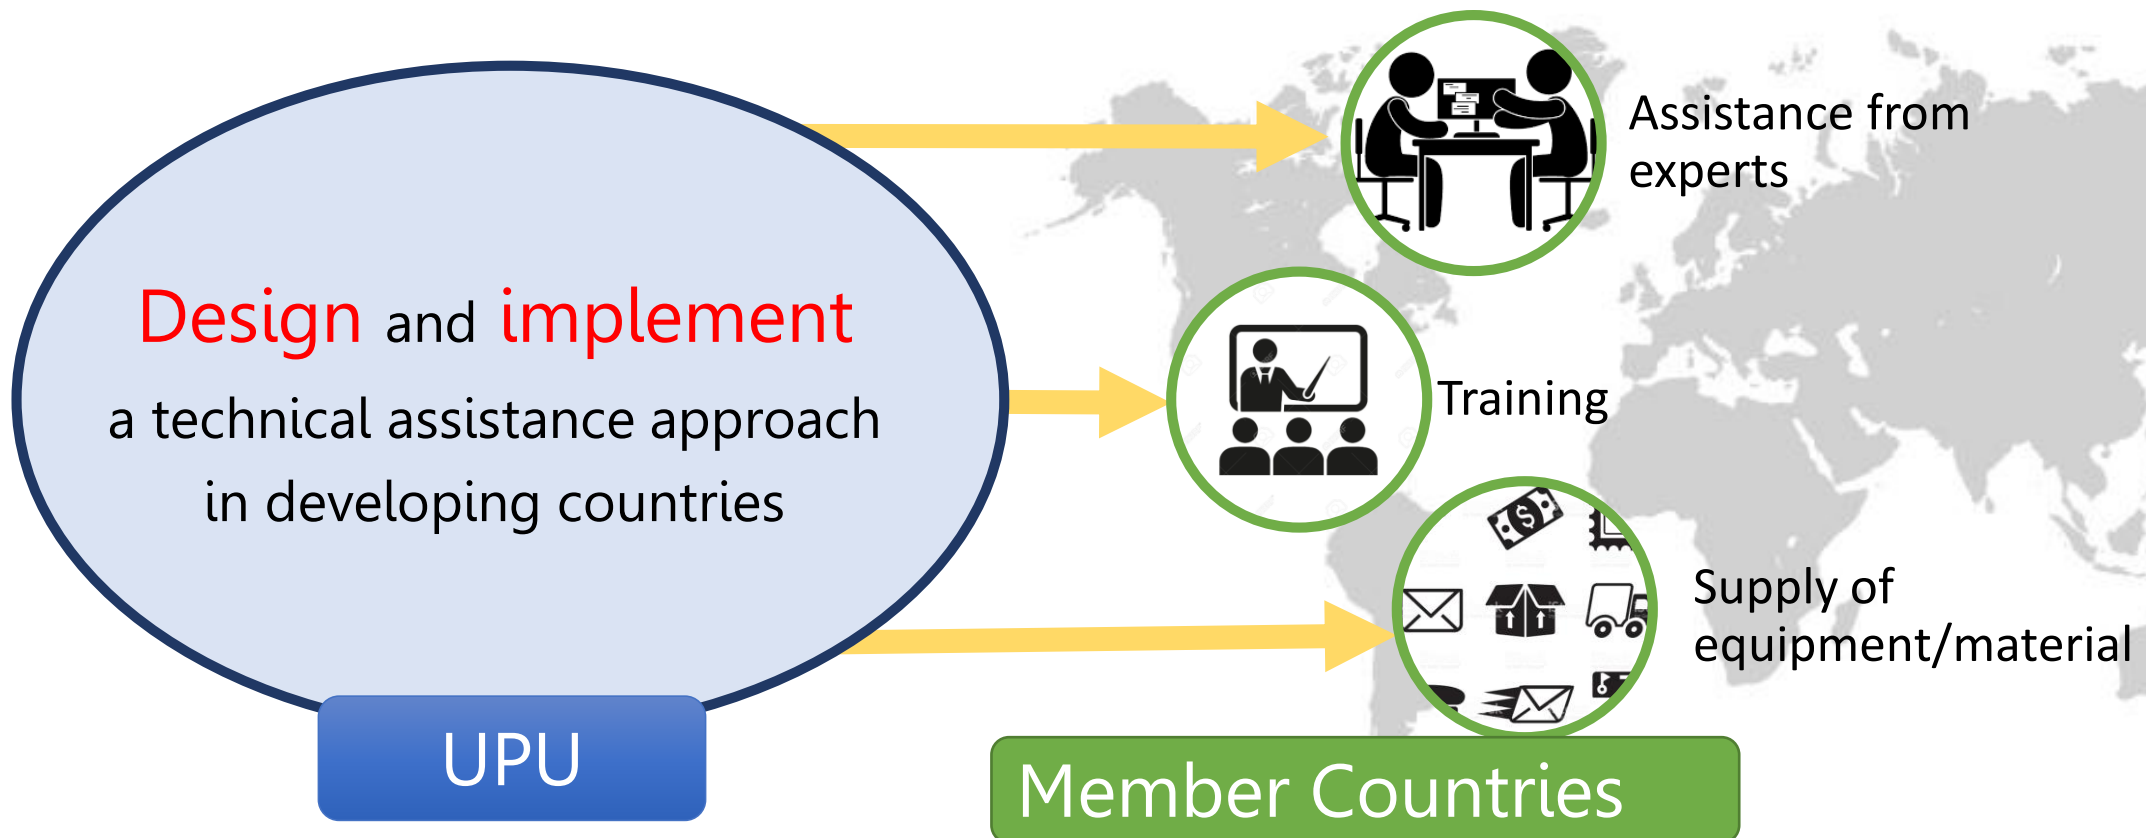 Design and implement
a technical assistance approach
in developing countries
UPU
Assistance from
experts
Training
Supply of
equipment/material
Member Countries